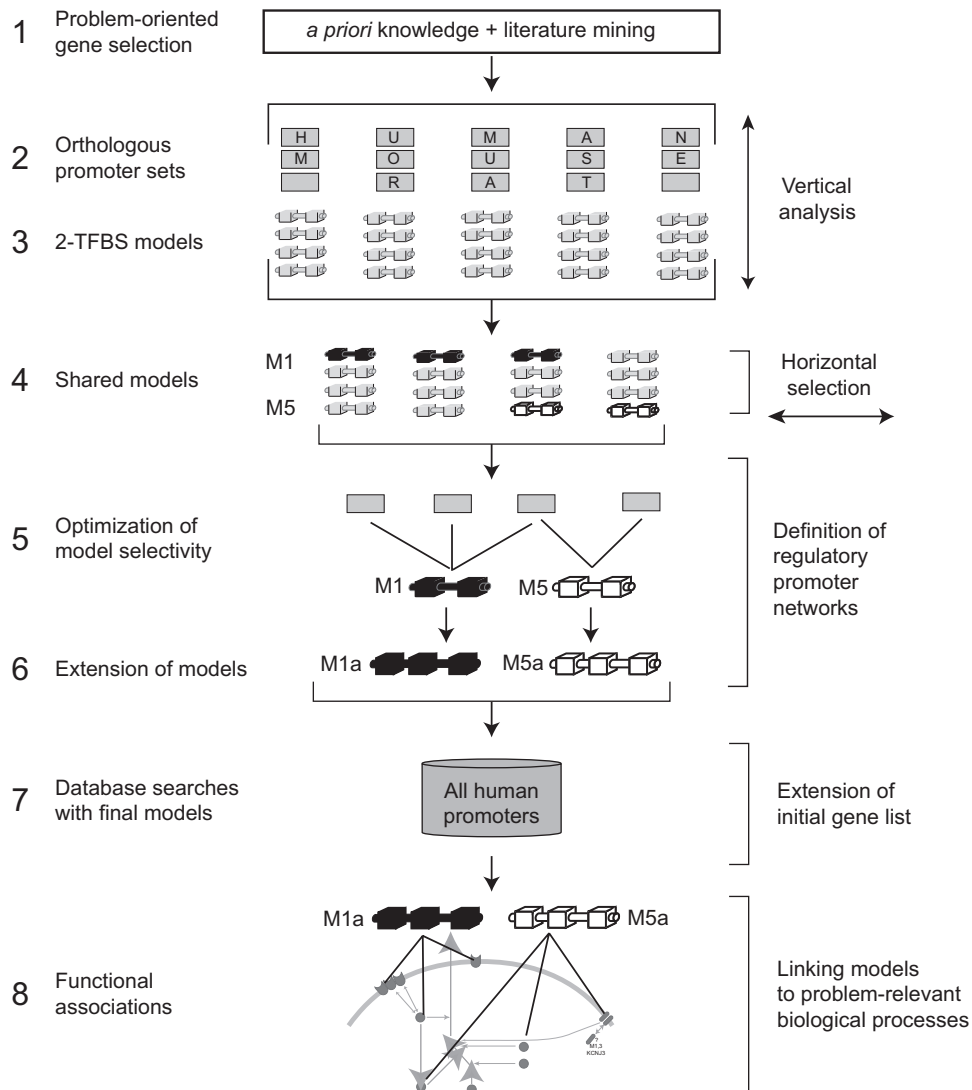 1
Problem-oriented
gene selection
a priori knowledge + literature mining
2
Orthologous
promoter sets
H U M A N
M O U S E
R A T
Vertical
analysis
3
2-TFBS models
M1
4
Shared models
M5
Horizontal
selection
5
Optimization of
model selectivity
M1
M5
Definition of
regulatory
promoter
networks
6
Extension of models
M1a
M5a
7
Database searches
with final models
All human
promoters
Extension of
initial gene list
M1a
M5a
8
Functional
associations
?
M1,3
KCNJ3
Linking models
to problem-relevant
biological processes